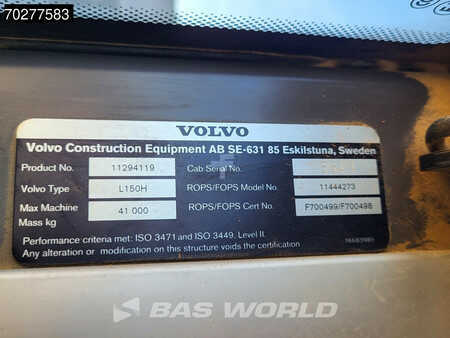 70277583
VOLVO
Volvo Construction Equipment AB SE-631 85 Eskilstuna, Sweden
Product No. 11294119 Cab Serial No.
Volvo Type L150H ROPS/FOPS Model No. 11444273
Max Machine Mass kg 41 000 ROPS/FOPS Cert No. F700499/F700498
Performance criteria met: ISO 3471 and ISO 3449, Level II.
Any alteration or modification to this structure voids the certification
BAS WORLD